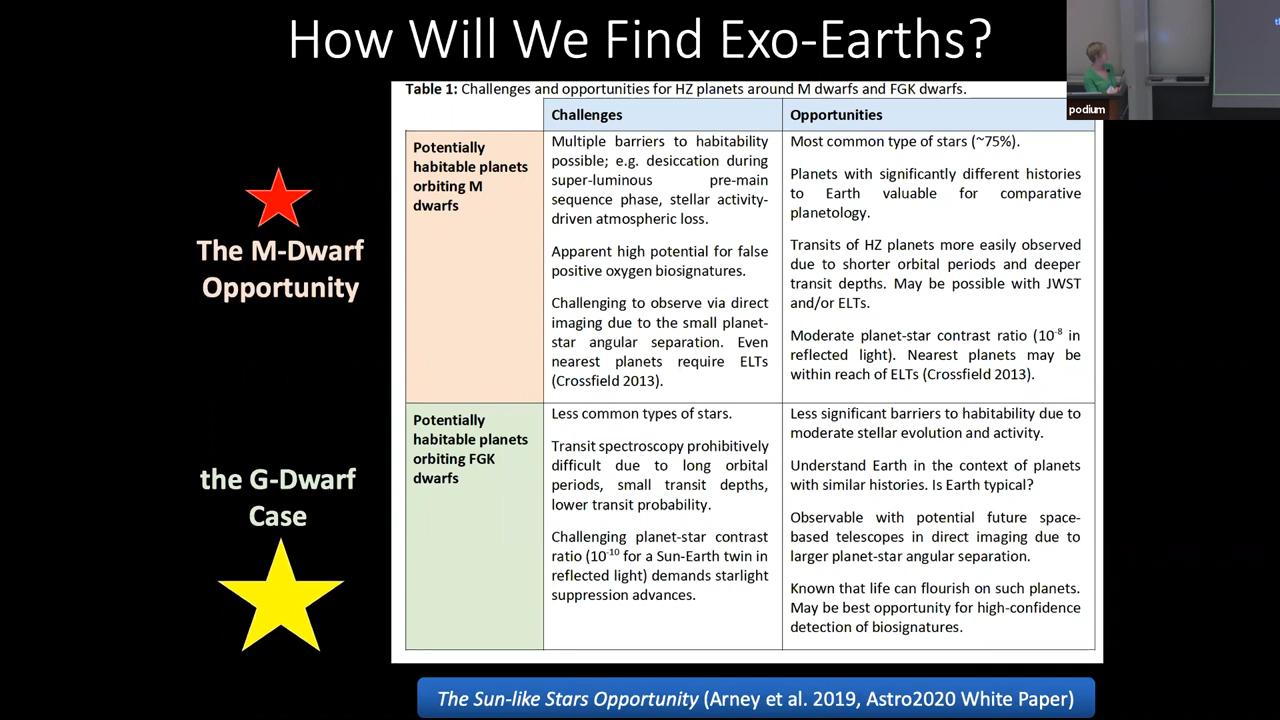 How Will We Find Exo-Earths?
podium
Table 1: Challenges and opportunities for HZ planets around M dwarfs and FGK dwarfs.
Challenges
Opportunities
Potentially
habitable planets
orbiting M
dwarfs
Multiple barriers to habitability
possible; e.g. desiccation during
super-luminous pre-main
sequence phase, stellar activity-
driven atmospheric loss.
Apparent high potential for false
positive oxygen biosignatures.
Challenging to observe via direct
imaging due to the small planet-
star angular separation. Even
nearest planets require ELTs
(Crossfield 2013).
Most common type of stars (~75%).
Planets with significantly different histories
to Earth valuable for comparative
planetology.
Transits of HZ planets more easily observed
due to shorter orbital periods and deeper
transit depths. May be possible with JWST
and/or ELTs.
Moderate planet-star contrast ratio (10⁻⁸ in
reflected light). Nearest planets may be
within reach of ELTs (Crossfield 2013).
The M-Dwarf
Opportunity
Potentially
habitable planets
orbiting FGK
dwarfs
Less common types of stars.
Transit spectroscopy prohibitively
difficult due to long orbital
periods, small transit depths,
lower transit probability.
Challenging planet-star contrast
ratio (10⁻¹⁰ for a Sun-Earth twin in
reflected light) demands starlight
suppression advances.
Less significant barriers to habitability due to
moderate stellar evolution and activity.
Understand Earth in the context of planets
with similar histories. Is Earth typical?
Observable with potential future space-
based telescopes in direct imaging due to
larger planet-star angular separation.
Known that life can flourish on such planets.
May be best opportunity for high-confidence
detection of biosignatures.
the G-Dwarf
Case
The Sun-like Stars Opportunity (Arney et al. 2019, Astro2020 White Paper)